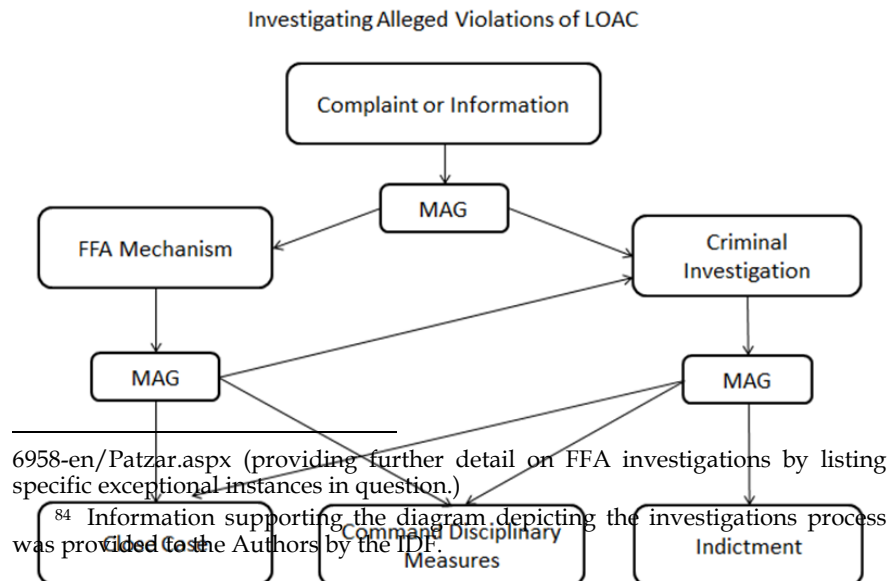 Investigating Alleged Violations of LOAC
Complaint or Information
MAG
FFA Mechanism
Criminal
Investigation
MAG
MAG
6958-en/Patzar.aspx (providing further detail on FFA investigations by listing
specific exceptional instances in question.)
84 Information supporting the diagram depicting the investigations process
was provided to the Authors by the IDF.
Close Case
Command Disciplinary
Measures
Indictment